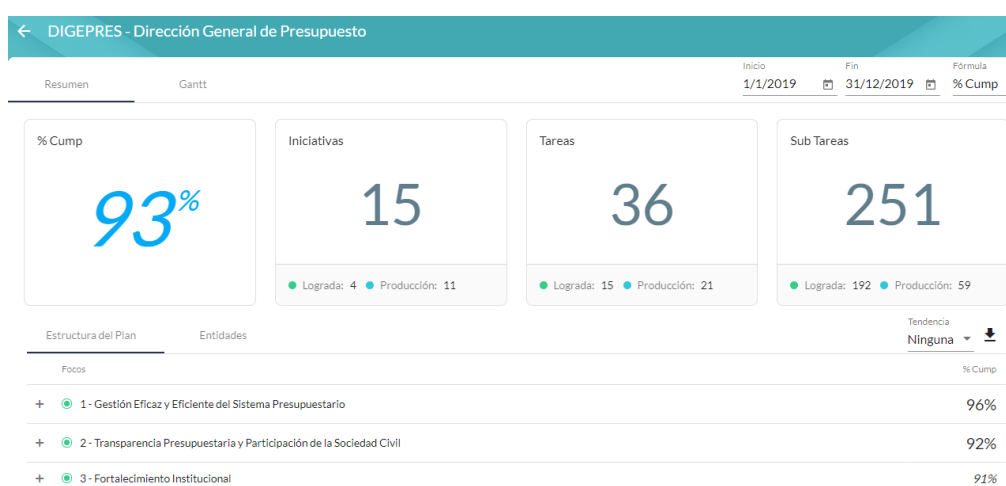 DIGEPRES - Dirección General de Presupuesto
Resumen Gantt
Inicio Fin Fórmula
1/1/2019 31/12/2019 % Cump
% Cump Iniciativas Tareas Sub Tareas
93% 15 36 251
Lograda: 4 Producción: 11 Lograda: 15 Producción: 21 Lograda: 192 Producción: 59
Estructura del Plan Entidades
Tendencia
Ninguna
Focos % Cump
+ 1 - Gestión Eficaz y Eficiente del Sistema Presupuestario 96%
+ 2 - Transparencia Presupuestaria y Participación de la Sociedad Civil 92%
+ 3 - Fortalecimiento Institucional 91%